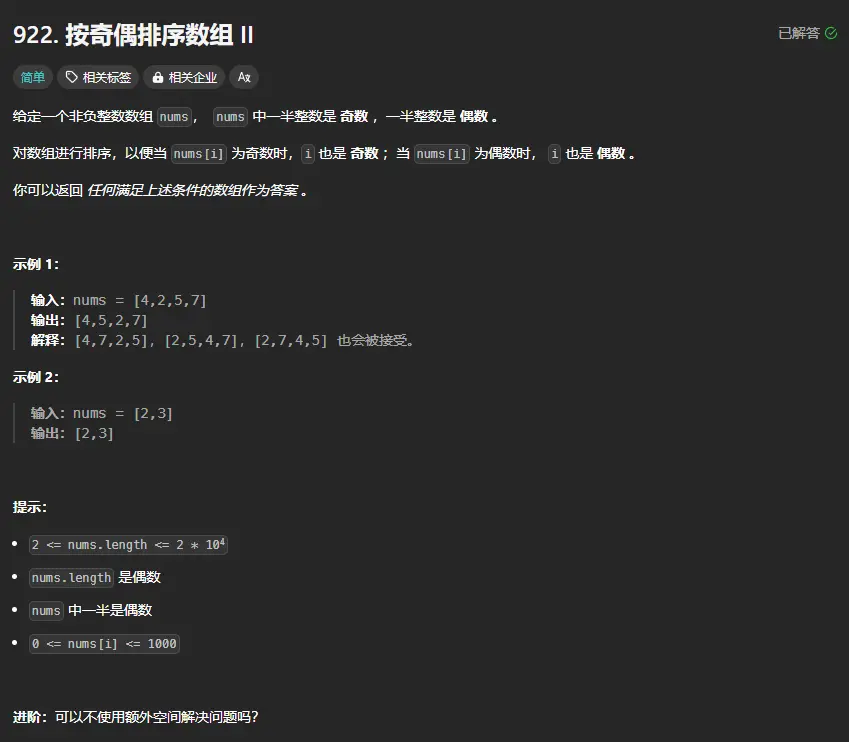 922. 按奇偶排序数组 II
已解答
简单 相关标签 相关企业 Ax
给定一个非负整数数组 nums， nums 中一半整数是 奇数 ，一半整数是 偶数 。
对数组进行排序，以便当 nums[i] 为奇数时，i 也是 奇数 ；当 nums[i] 为偶数时， i 也是 偶数 。
你可以返回 任何满足上述条件的数组作为答案 。
示例 1：
输入：nums = [4,2,5,7]
输出：[4,5,2,7]
解释：[4,7,2,5]，[2,5,4,7]，[2,7,4,5] 也会被接受。
示例 2：
输入：nums = [2,3]
输出：[2,3]
提示：
2 <= nums.length <= 2 * 10⁴
nums.length 是偶数
nums 中一半是偶数
0 <= nums[i] <= 1000
进阶：可以不使用额外空间解决问题吗？